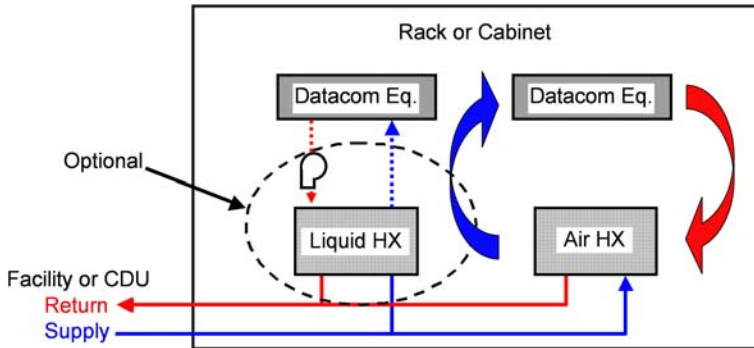 Rack or Cabinet
Datacom Eq.
Datacom Eq.
Optional
Liquid HX
Air HX
Facility or CDU
Return
Supply